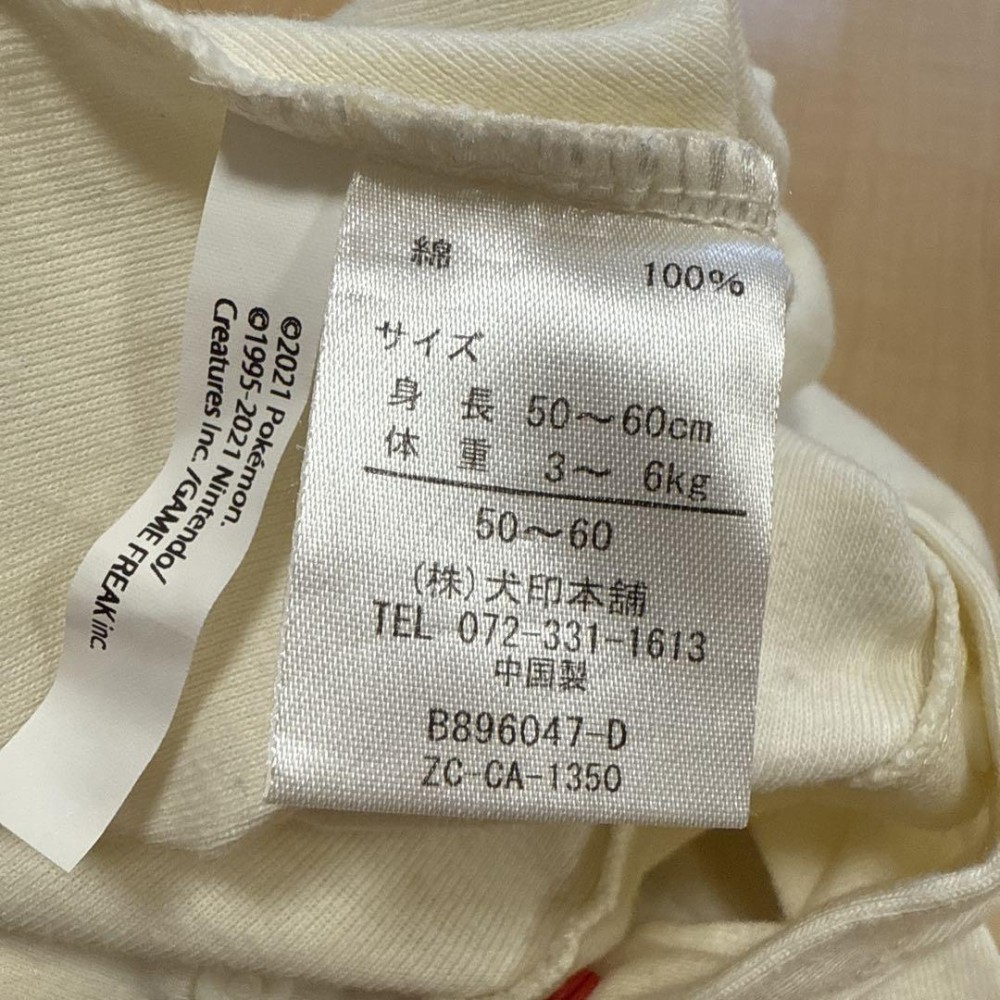 ©2021 Pokémon.
©1995-2021 Nintendo/
Creatures Inc./GAME FREAK inc
綿 100%
サイズ
身 長 50～60cm
体 重 3～ 6kg
50～60
(株)犬印本舗
TEL 072-331-1613
中国製
B896047-D
ZC-CA-1350